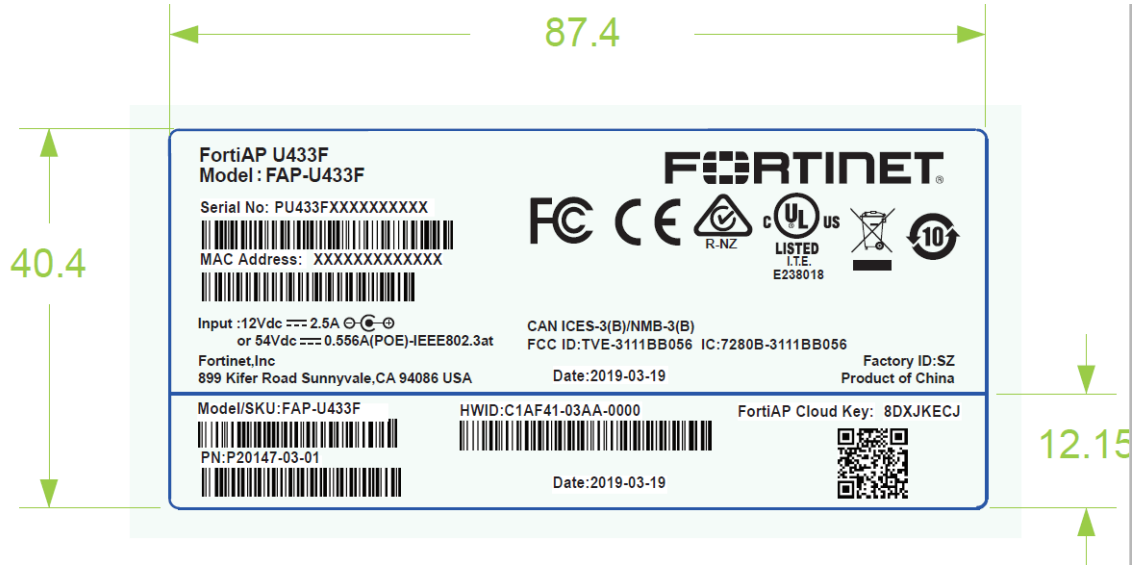 87.4
40.4
FortiAP U433F
Model : FAP-U433F
FORTINET®
Serial No: PU433FXXXXXXXXXX
FC CE R-NZ C UL US LISTED I.T.E. E238018 10
MAC Address: XXXXXXXXXXXXX
Input :12Vdc 2.5A
or 54Vdc 0.556A(POE)-IEEE802.3at
CAN ICES-3(B)/NMB-3(B)
FCC ID:TVE-3111BB056 IC:7280B-3111BB056
Fortinet,Inc
899 Kifer Road Sunnyvale,CA 94086 USA
Date:2019-03-19
Factory ID:SZ
Product of China
Model/SKU:FAP-U433F
HWID:C1AF41-03AA-0000
FortiAP Cloud Key: 8DXJKECJ
PN:P20147-03-01
Date:2019-03-19
12.15